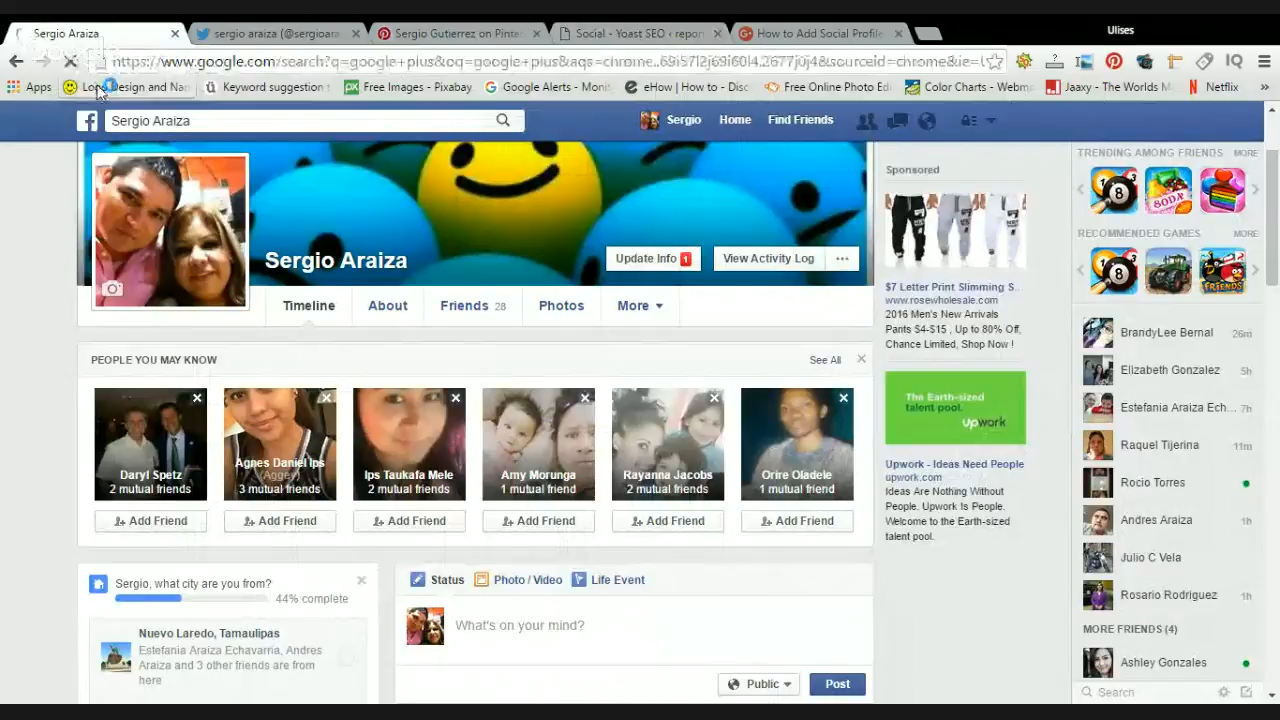 Sergio Araiza
sergio araiza (@sergioara
Sergio Gutierrez on Pinte
Social - Yoast SEO ‹ repor
How to Add Social Profile
Ulises
https://www.google.com/search?q=google+plus&oq=google+plus&aqs=chrome
Apps
Design and Nan
Keyword suggestion t
Free Images - Pixabay
Google Alerts - Monit
eHow | How to - Disc
Free Online Photo Edi
Color Charts - Webma
Jaaxy - The Worlds M
Netflix
»
Sergio Araiza
Sergio
Home
Find Friends
Sergio Araiza
Update Info 1
View Activity Log
...
Timeline
About
Friends 28
Photos
More
PEOPLE YOU MAY KNOW
See All
Daryl Spetz
2 mutual friends
Add Friend
Agnes Daniel Ips
(Agger)
3 mutual friends
Add Friend
Ips Taukafa Mele
2 mutual friends
Add Friend
Amy Morunga
1 mutual friend
Add Friend
Rayanna Jacobs
2 mutual friends
Add Friend
Orire Oladele
1 mutual friend
Add Friend
Sergio, what city are you from?
44% complete
Nuevo Laredo, Tamaulipas
Estefania Araiza Echavarria, Andres
Araiza and 3 other friends are from
here
Status
Photo / Video
Life Event
What's on your mind?
Public
Post
Sponsored
$7 Letter Print Slimming S..
www.rosewholesale.com
2016 Men's New Arrivals
Pants $4-$15 , Up to 80% Off,
Chance Limited, Shop Now !
The Earth-sized
talent pool.
upwork
Upwork - Ideas Need People
upwork.com
Ideas Are Nothing Without
People. Upwork Is People.
Welcome to the Earth-sized
talent pool.
TRENDING AMONG FRIENDS
MORE
SODA
RECOMMENDED GAMES
MORE
FRIENDS
BrandyLee Bernal 26m
Elizabeth Gonzalez 5h
Estefania Araiza Ech... 7h
Raquel Tijerina 11m
Rocio Torres
Andres Araiza 1h
Julio C Vela
Rosario Rodriguez 1h
MORE FRIENDS (4)
Ashley Gonzales
Search